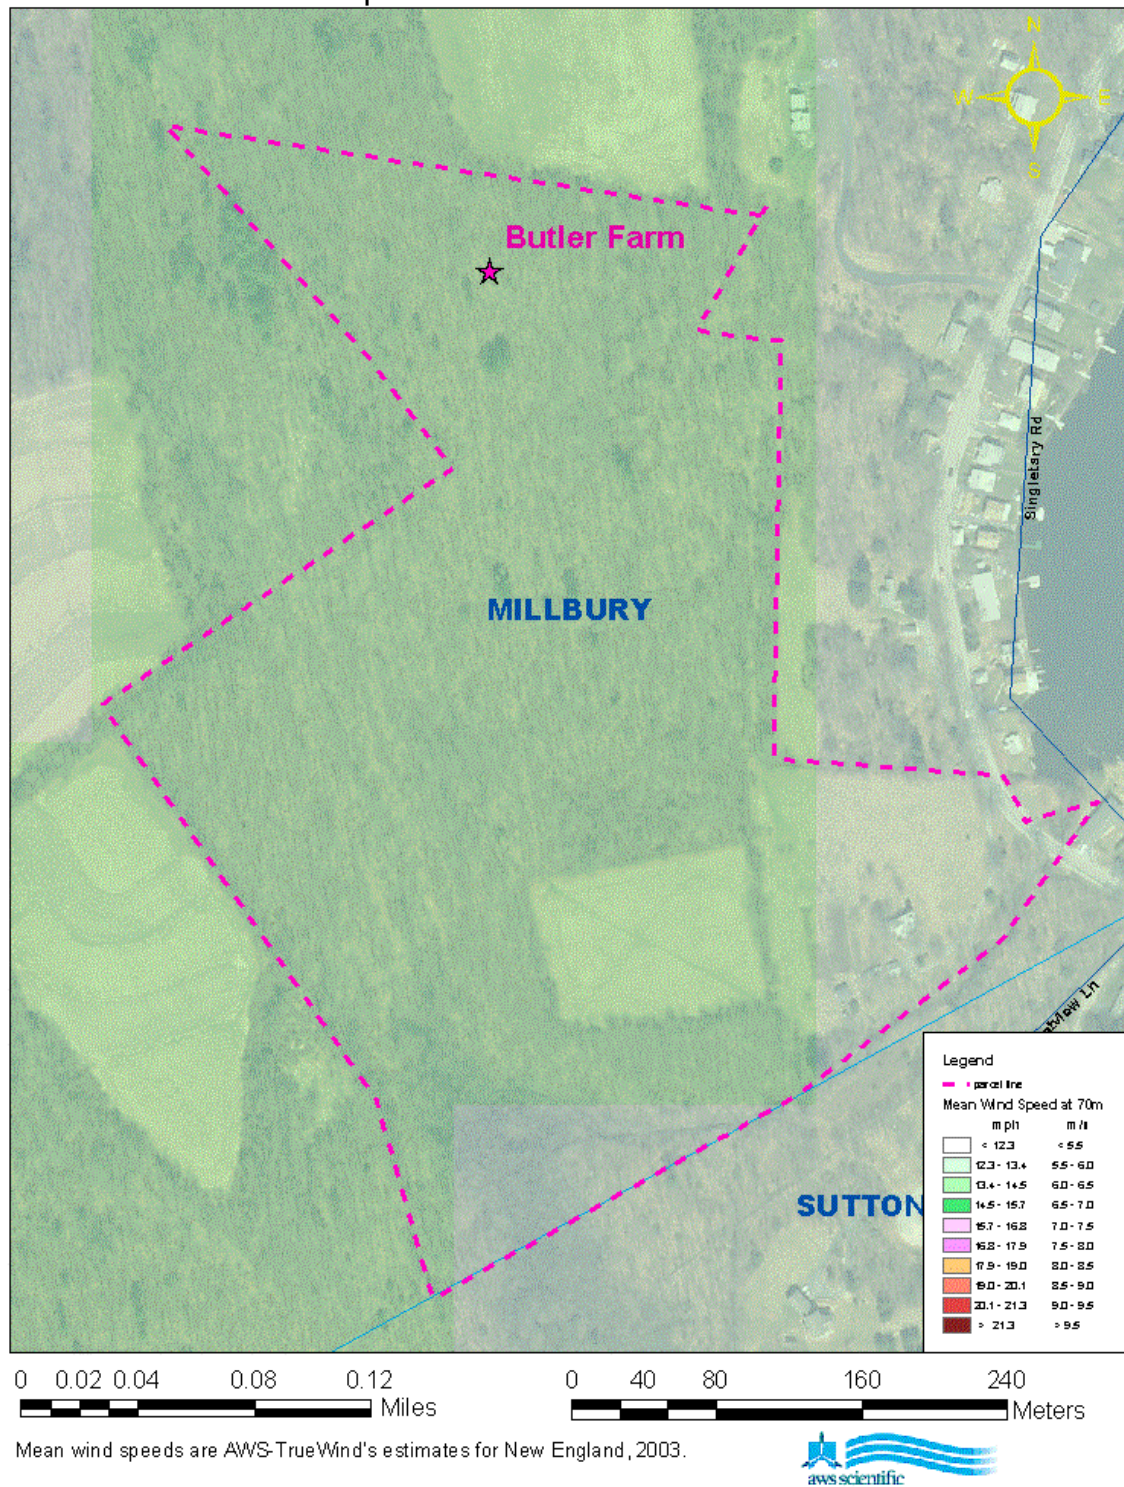 N
W E
S
Butler Farm
Singletary Rd
MILLBURY
SUTTON
Legend
parcel line
Mean Wind Speed at 70m
mph m/s
< 12.3 < 5.5
12.3 - 13.4 5.5 - 6.0
13.4 - 14.5 6.0 - 6.5
14.5 - 15.7 6.5 - 7.0
15.7 - 16.8 7.0 - 7.5
16.8 - 17.9 7.5 - 8.0
17.9 - 19.0 8.0 - 8.5
19.0 - 20.1 8.5 - 9.0
20.1 - 21.3 9.0 - 9.5
> 21.3 > 9.5
0 0.02 0.04 0.08 0.12
Miles
0 40 80 160 240
Meters
Mean wind speeds are AWS-TrueWind's estimates for New England, 2003.
aws scientific